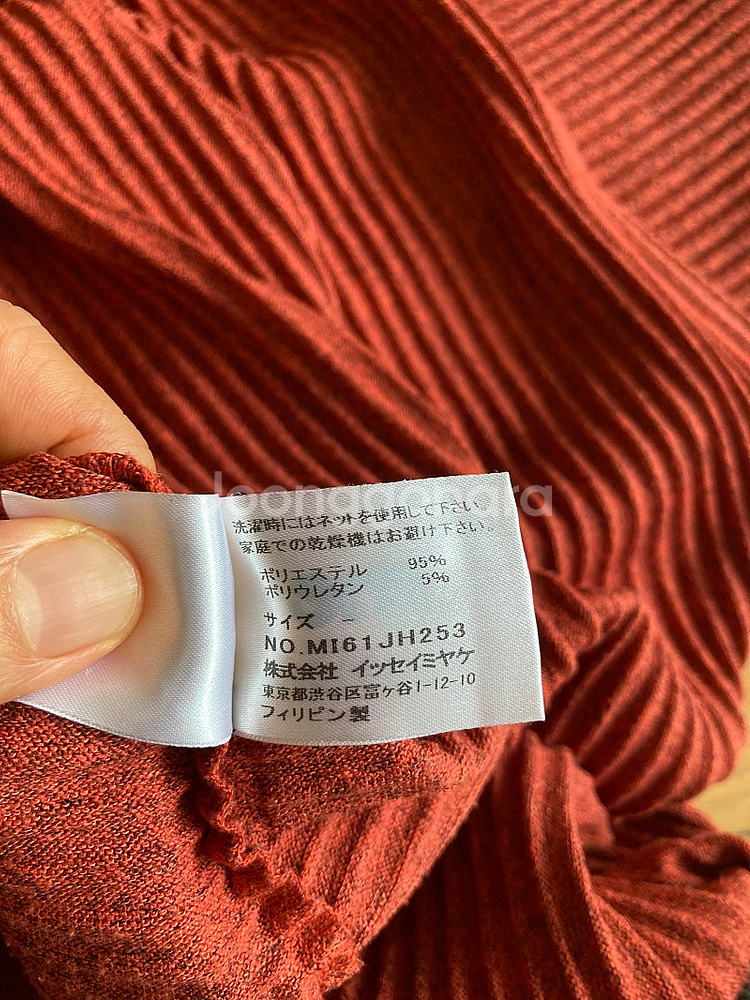 洗濯時にはネットを使用して下さい。
家庭での乾燥機はお避け下さい。
ポリエステル 95%
ポリウレタン 5%
サイズ -
NO.MI61JH253
株式会社 イッセイミヤケ
東京都渋谷区富ヶ谷1-12-10
フィリピン製